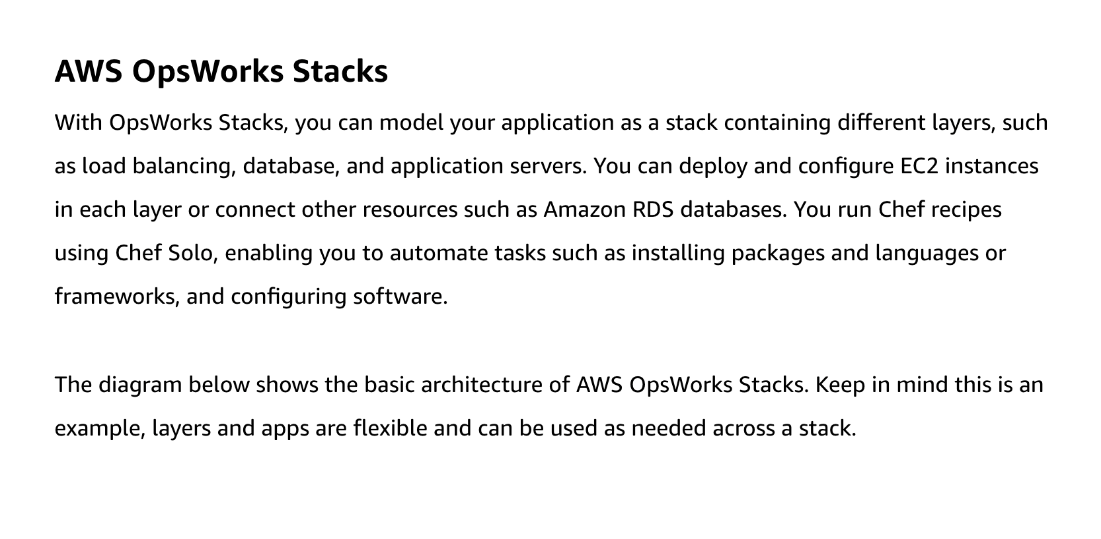 AWS OpsWorks Stacks
With OpsWorks Stacks, you can model your application as a stack containing different layers, such
as load balancing, database, and application servers. You can deploy and configure EC2 instances
in each layer or connect other resources such as Amazon RDS databases. You run Chef recipes
using Chef Solo, enabling you to automate tasks such as installing packages and languages or
frameworks, and configuring software.
The diagram below shows the basic architecture of AWS OpsWorks Stacks. Keep in mind this is an
example, layers and apps are flexible and can be used as needed across a stack.